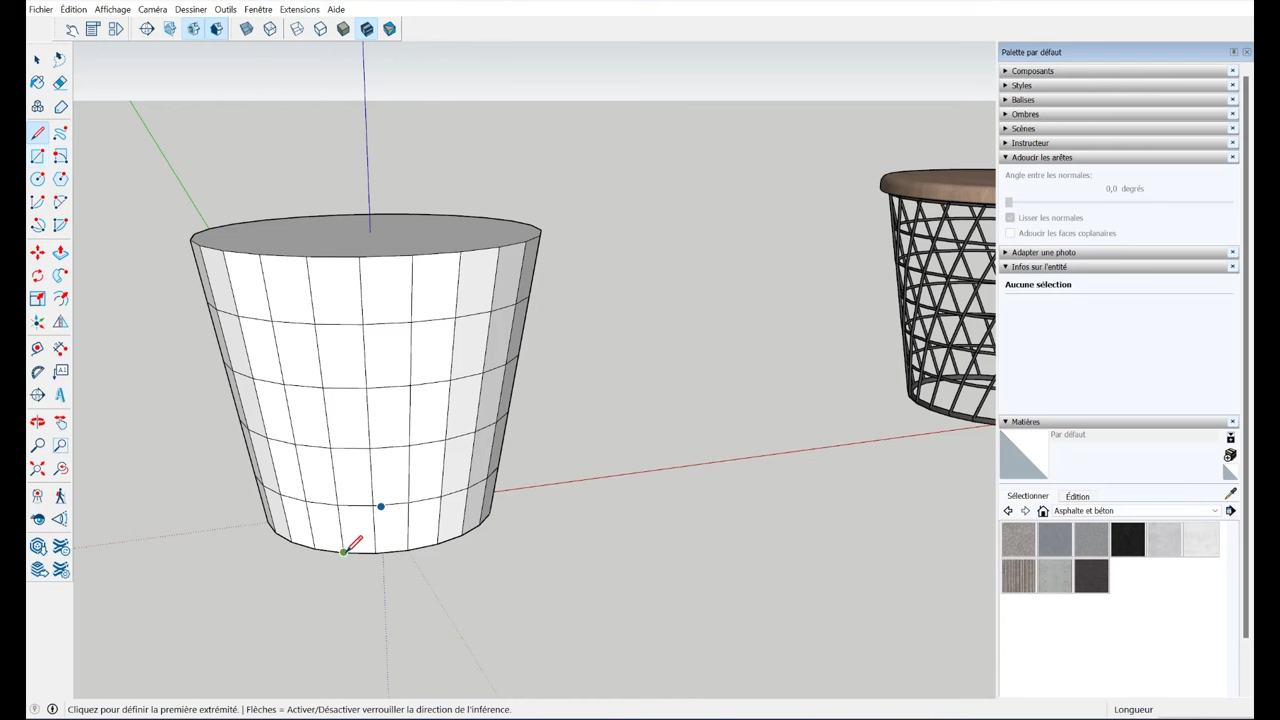 Fichier Édition Affichage Caméra Dessiner Outils Fenêtre Extensions Aide
Palette par défaut
Composants
Styles
Balises
Ombres
Scènes
Instructeur
Adoucir les arêtes
Angle entre les normales:
0,0 degrés
Lisser les normales
Adoucir les faces coplanaires
Adapter une photo
Infos sur l'entité
Aucune sélection
Matières
Par défaut
Sélectionner Édition
Asphalte et béton
Cliquez pour définir la première extrémité. | Flèches = Activer/Désactiver verrouiller la direction de l'inférence.
Longueur